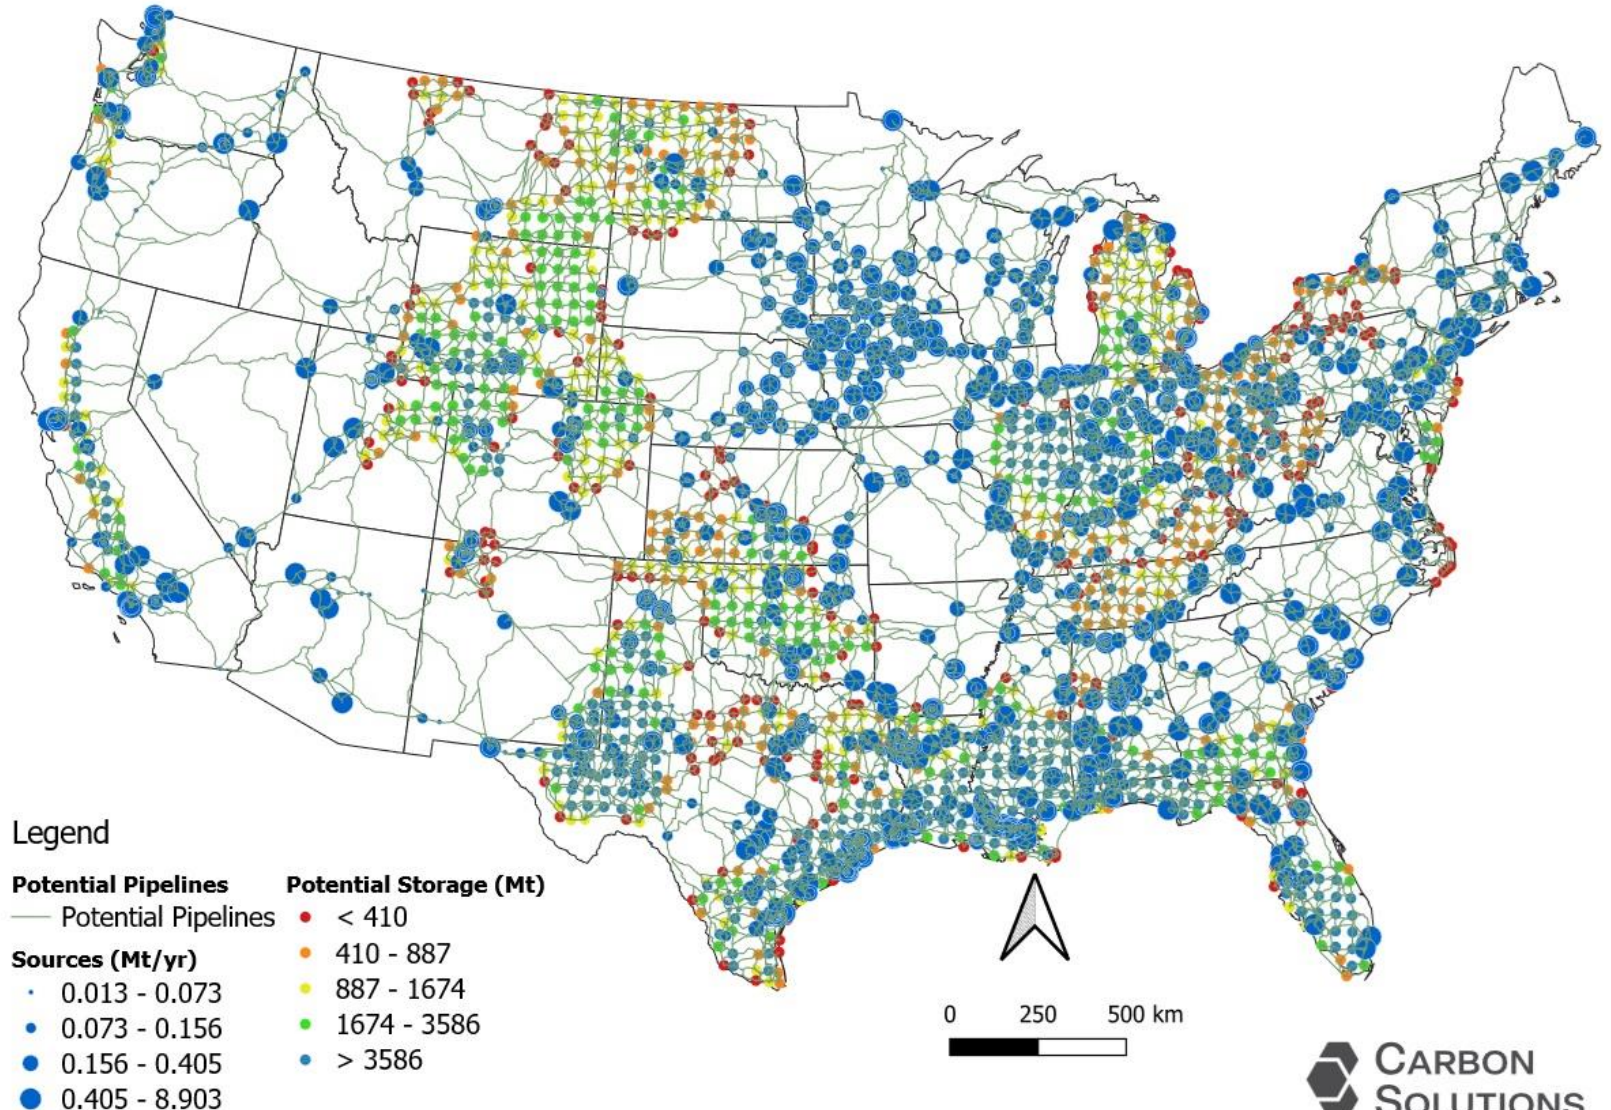 Legend
Potential Pipelines
Potential Pipelines
Sources (Mt/yr)
0.013 - 0.073
0.073 - 0.156
0.156 - 0.405
0.405 - 8.903
Potential Storage (Mt)
< 410
410 - 887
887 - 1674
1674 - 3586
> 3586
0 250 500 km
CARBON
SOLUTIONS